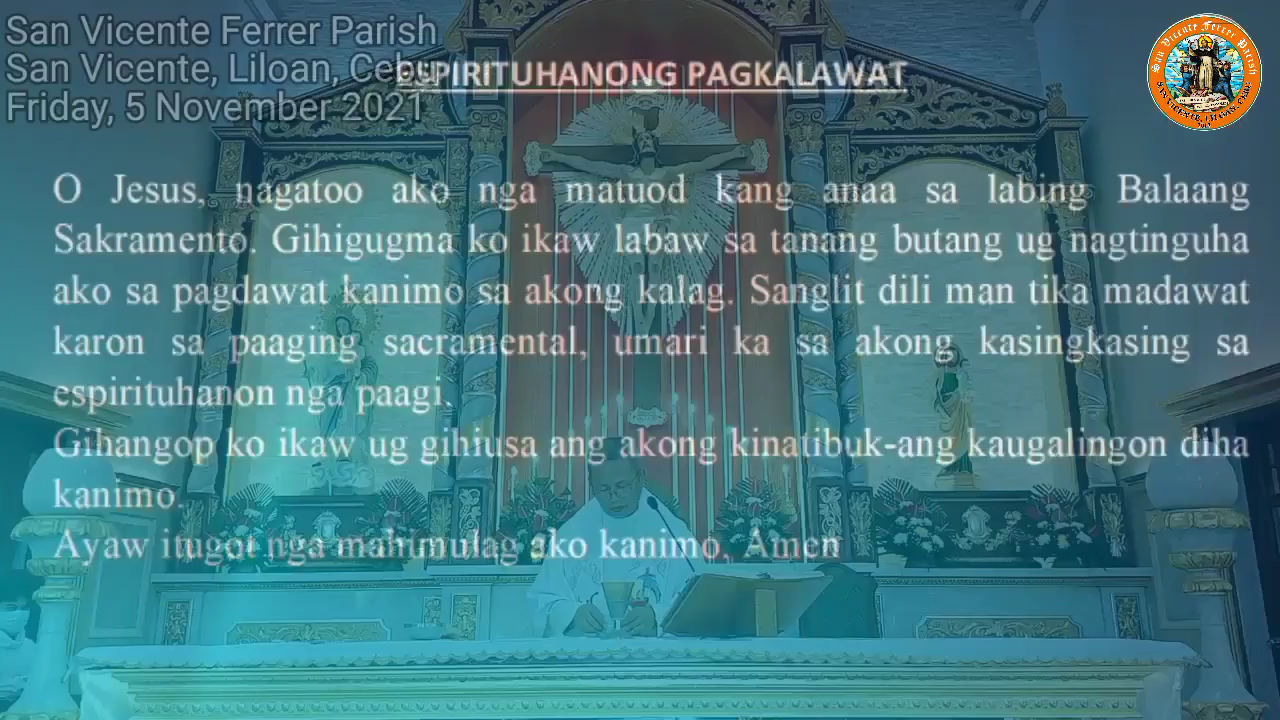 San Vicente Ferrer Parish
San Vicente, Liloan, Cebu
Friday, 5 November 2021
ESPIRITUHANONG PAGKALAWAT
San Vicente Ferrer Parish
O Jesus, nagatoo ako nga matuod kang anaa sa labing Balaang
Sakramento. Gihigugma ko ikaw labaw sa tanang butang ug nagtinguha
ako sa pagdawat kanimo sa akong kalag. Sanglit dili man tika madawat
karon sa paaging sacramental, umari ka sa akong kasingkasing sa
espirituhanon nga paagi.
Gihangop ko ikaw ug gihiusa ang akong kinatibuk-ang kaugalingon diha
kanimo.
Ayaw itugot nga mahimulag ako kanimo, Amen